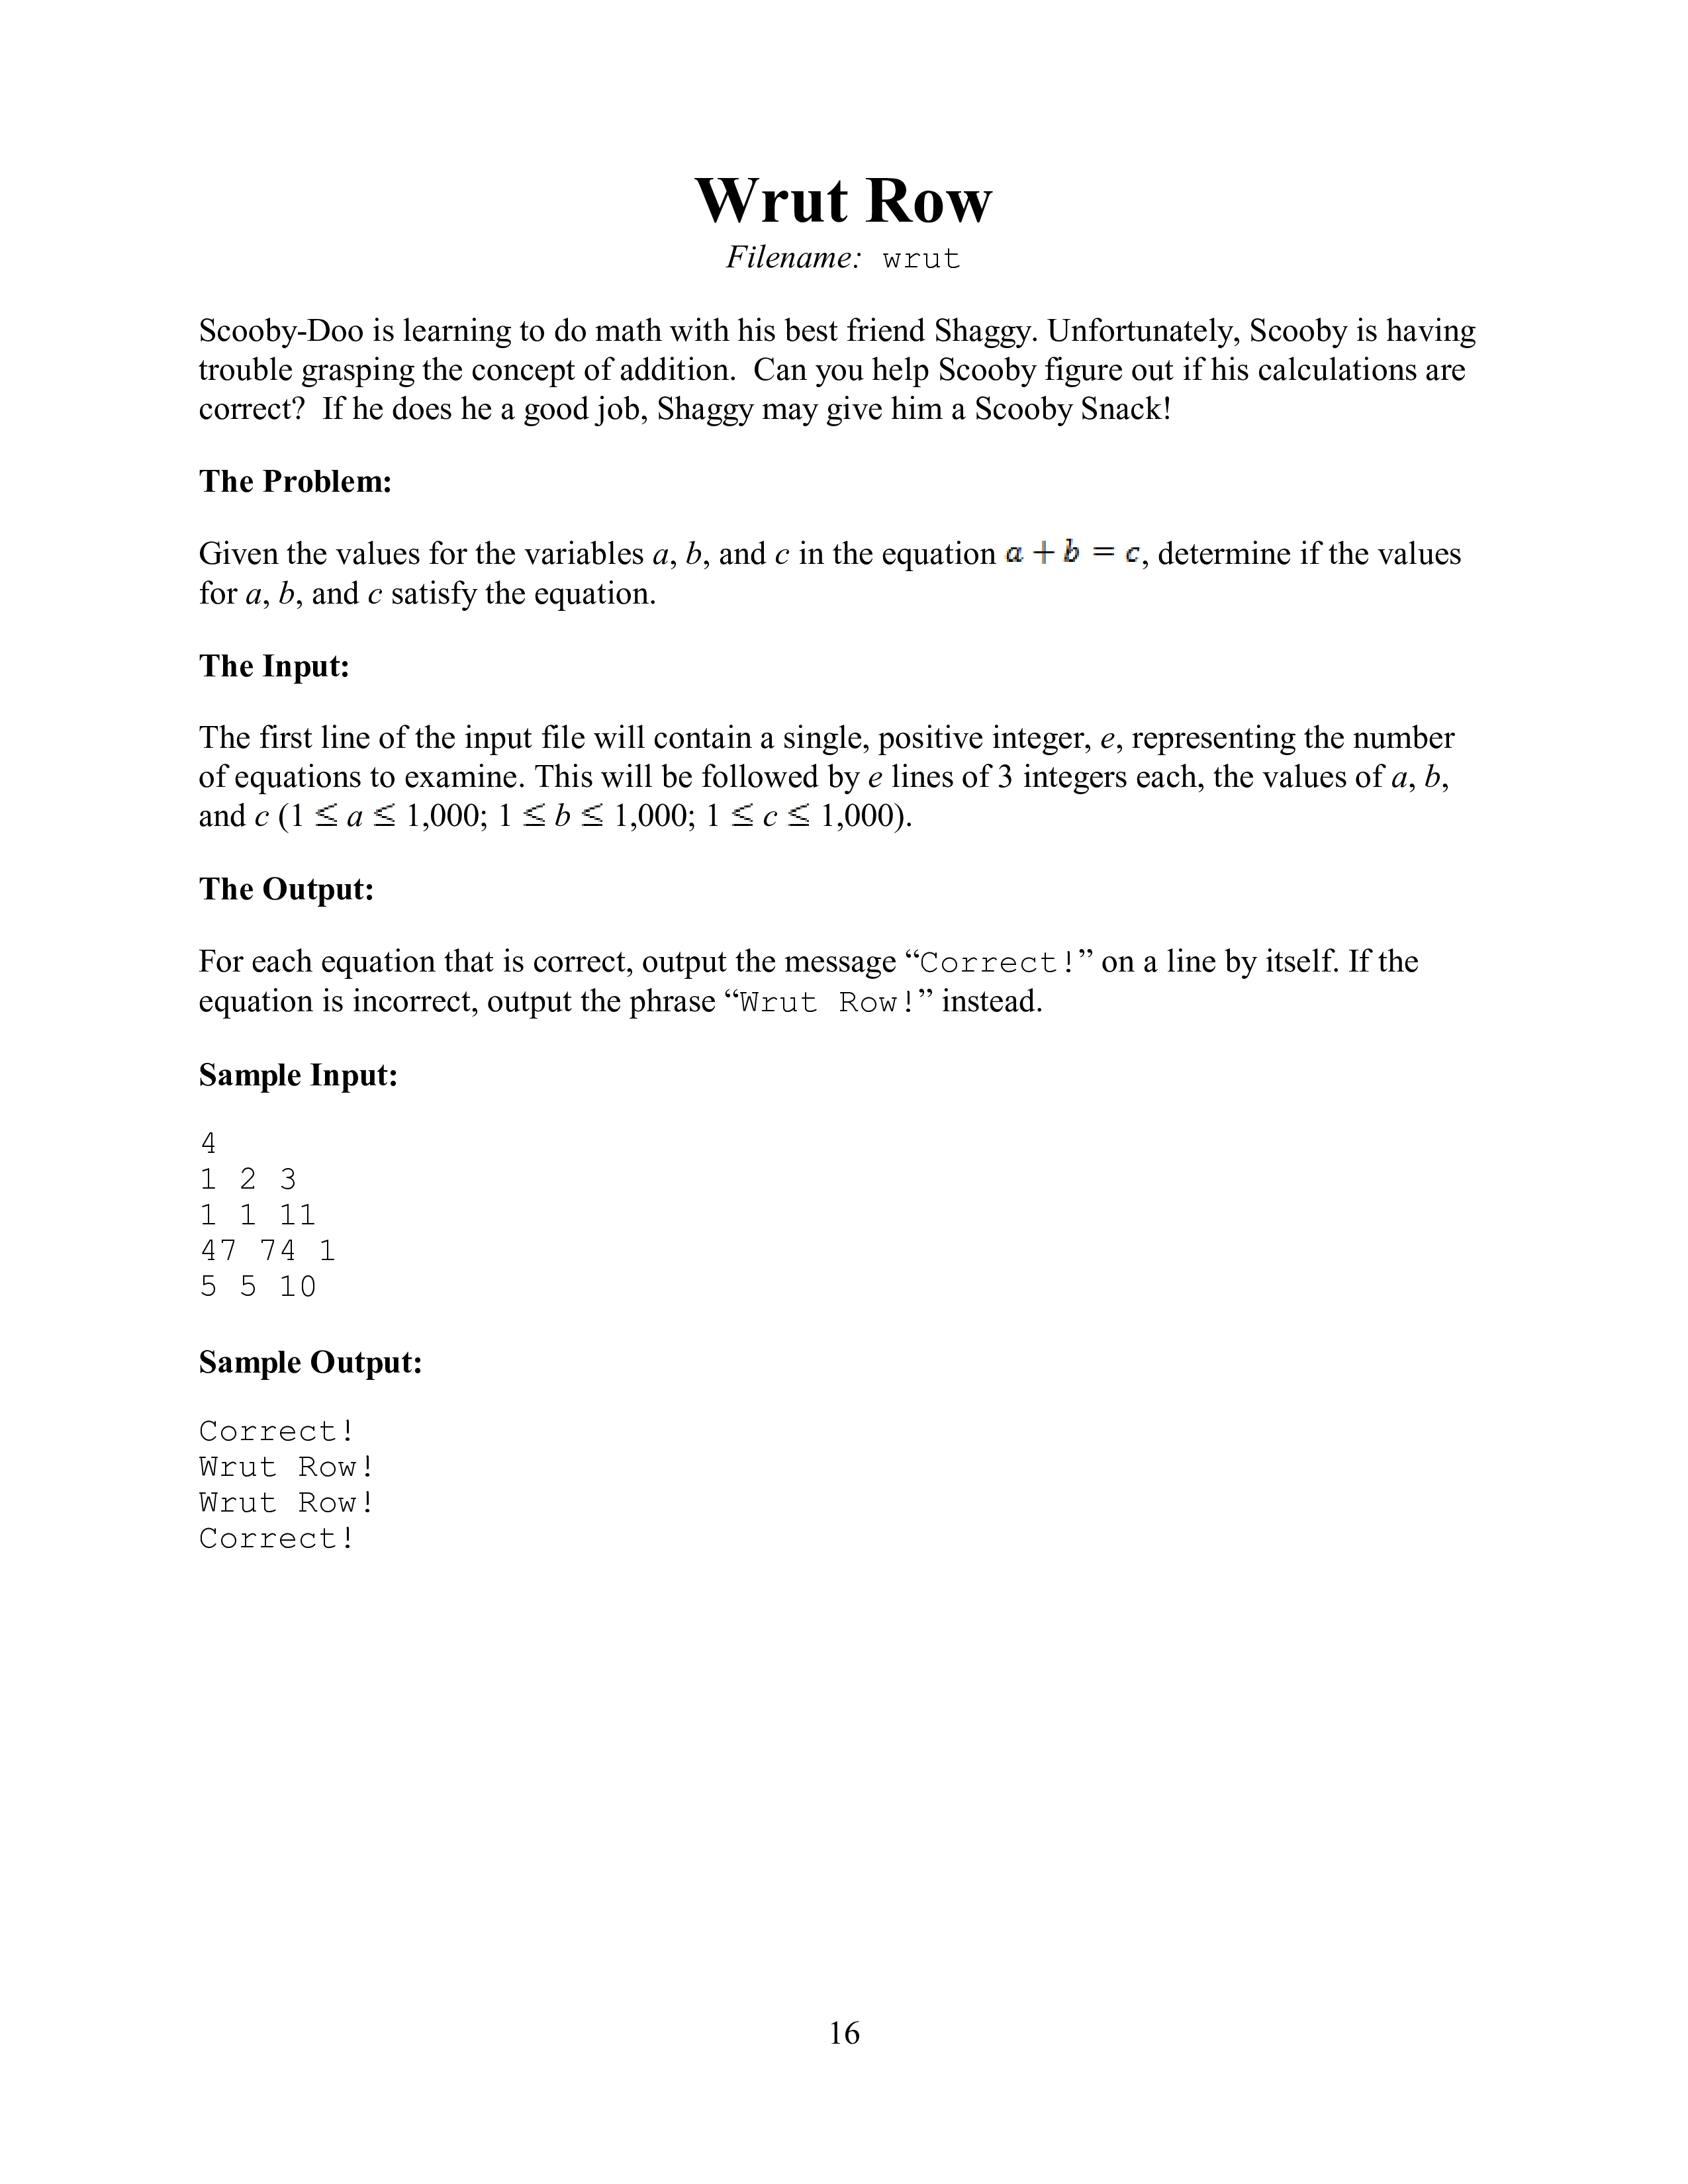 Wrut Row
Filename: wrut
Scooby-Doo is learning to do math with his best friend Shaggy. Unfortunately, Scooby is having
trouble grasping the concept of addition.  Can you help Scooby figure out if his calculations are
correct?  If he does he a good job, Shaggy may give him a Scooby Snack!
The Problem:
Given the values for the variables a, b, and c in the equation a + b = c, determine if the values
for a, b, and c satisfy the equation.
The Input:
The first line of the input file will contain a single, positive integer, e, representing the number
of equations to examine. This will be followed by e lines of 3 integers each, the values of a, b,
and c (1 ≤ a ≤ 1,000; 1 ≤ b ≤ 1,000; 1 ≤ c ≤ 1,000).
The Output:
For each equation that is correct, output the message “Correct!” on a line by itself. If the
equation is incorrect, output the phrase “Wrut Row!” instead.
Sample Input:
4
1 2 3
1 1 11
47 74 1
5 5 10
Sample Output:
Correct!
Wrut Row!
Wrut Row!
Correct!
16